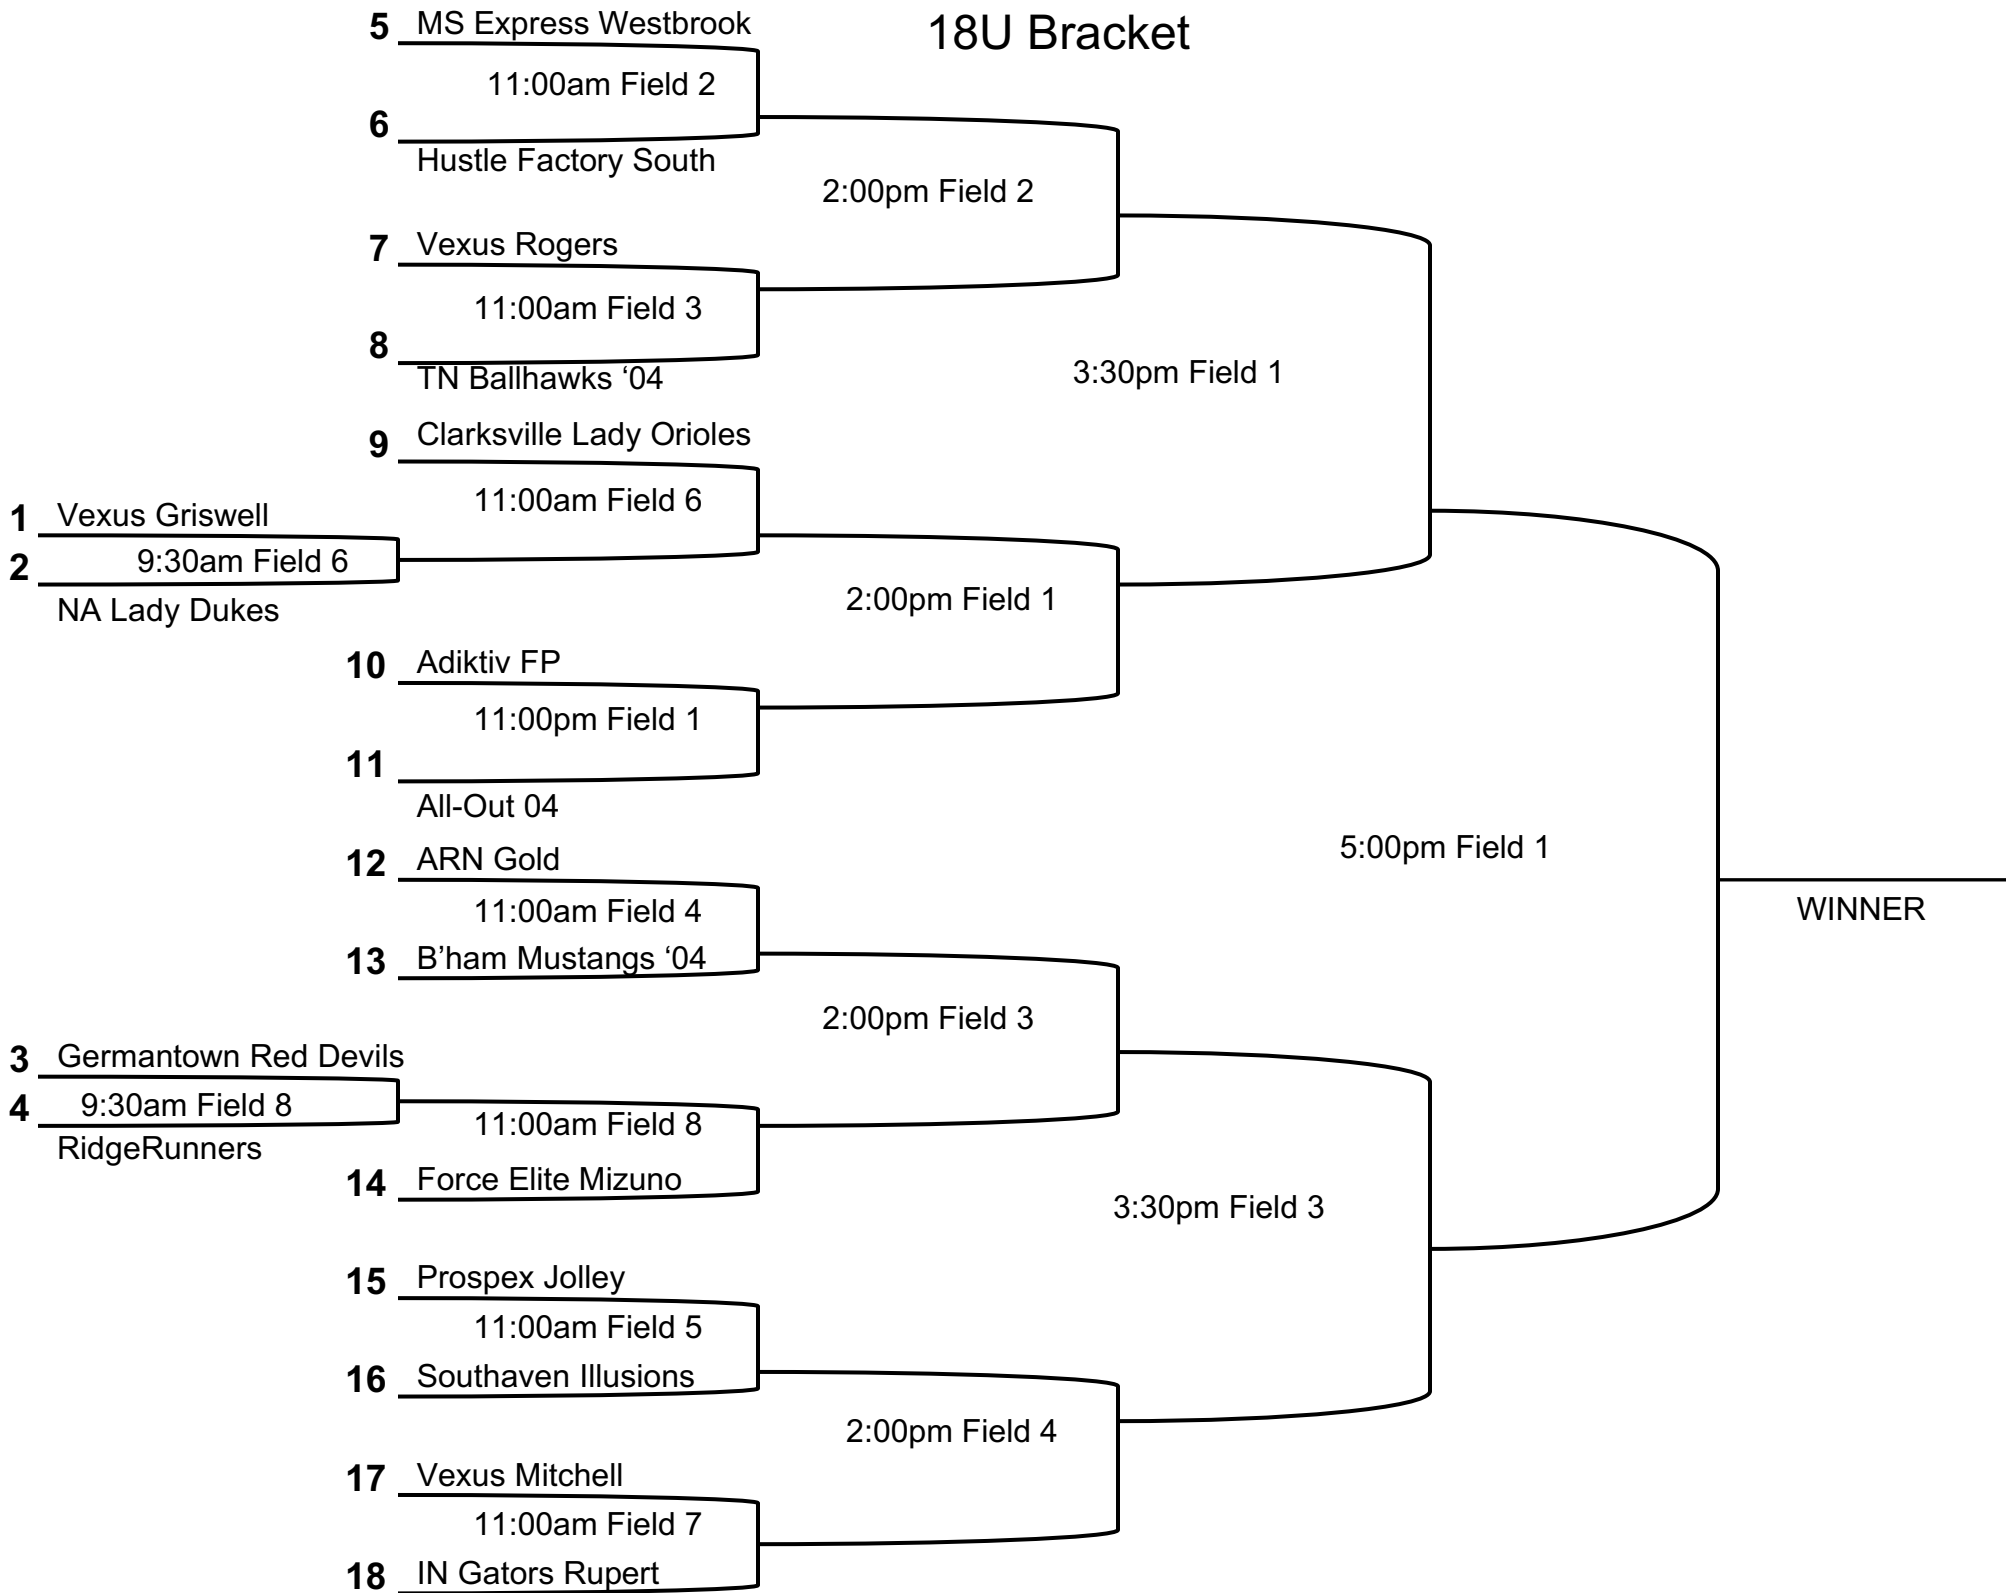 18U Bracket
5 MS Express Westbrook
11:00am Field 2
6
Hustle Factory South
2:00pm Field 2
7 Vexus Rogers
11:00am Field 3
8
TN Ballhawks ‘04
3:30pm Field 1
9 Clarksville Lady Orioles
11:00am Field 6
1 Vexus Griswell
2 9:30am Field 6
NA Lady Dukes
2:00pm Field 1
10 Adiktiv FP
11:00pm Field 1
11
All-Out 04
5:00pm Field 1
12 ARN Gold
11:00am Field 4
WINNER
13 B’ham Mustangs ‘04
2:00pm Field 3
3 Germantown Red Devils
4 9:30am Field 8
RidgeRunners
11:00am Field 8
14 Force Elite Mizuno
3:30pm Field 3
15 Prospex Jolley
11:00am Field 5
16 Southaven Illusions
2:00pm Field 4
17 Vexus Mitchell
11:00am Field 7
18 IN Gators Rupert